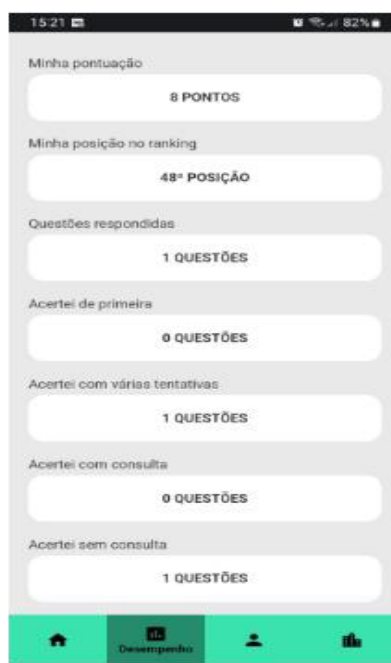 15:21 82%
Minha pontuação
8 PONTOS
Minha posição no ranking
48ª POSIÇÃO
Questões respondidas
1 QUESTÕES
Acertei de primeira
0 QUESTÕES
Acertei com várias tentativas
1 QUESTÕES
Acertei com consulta
0 QUESTÕES
Acertei sem consulta
1 QUESTÕES
Desempenho